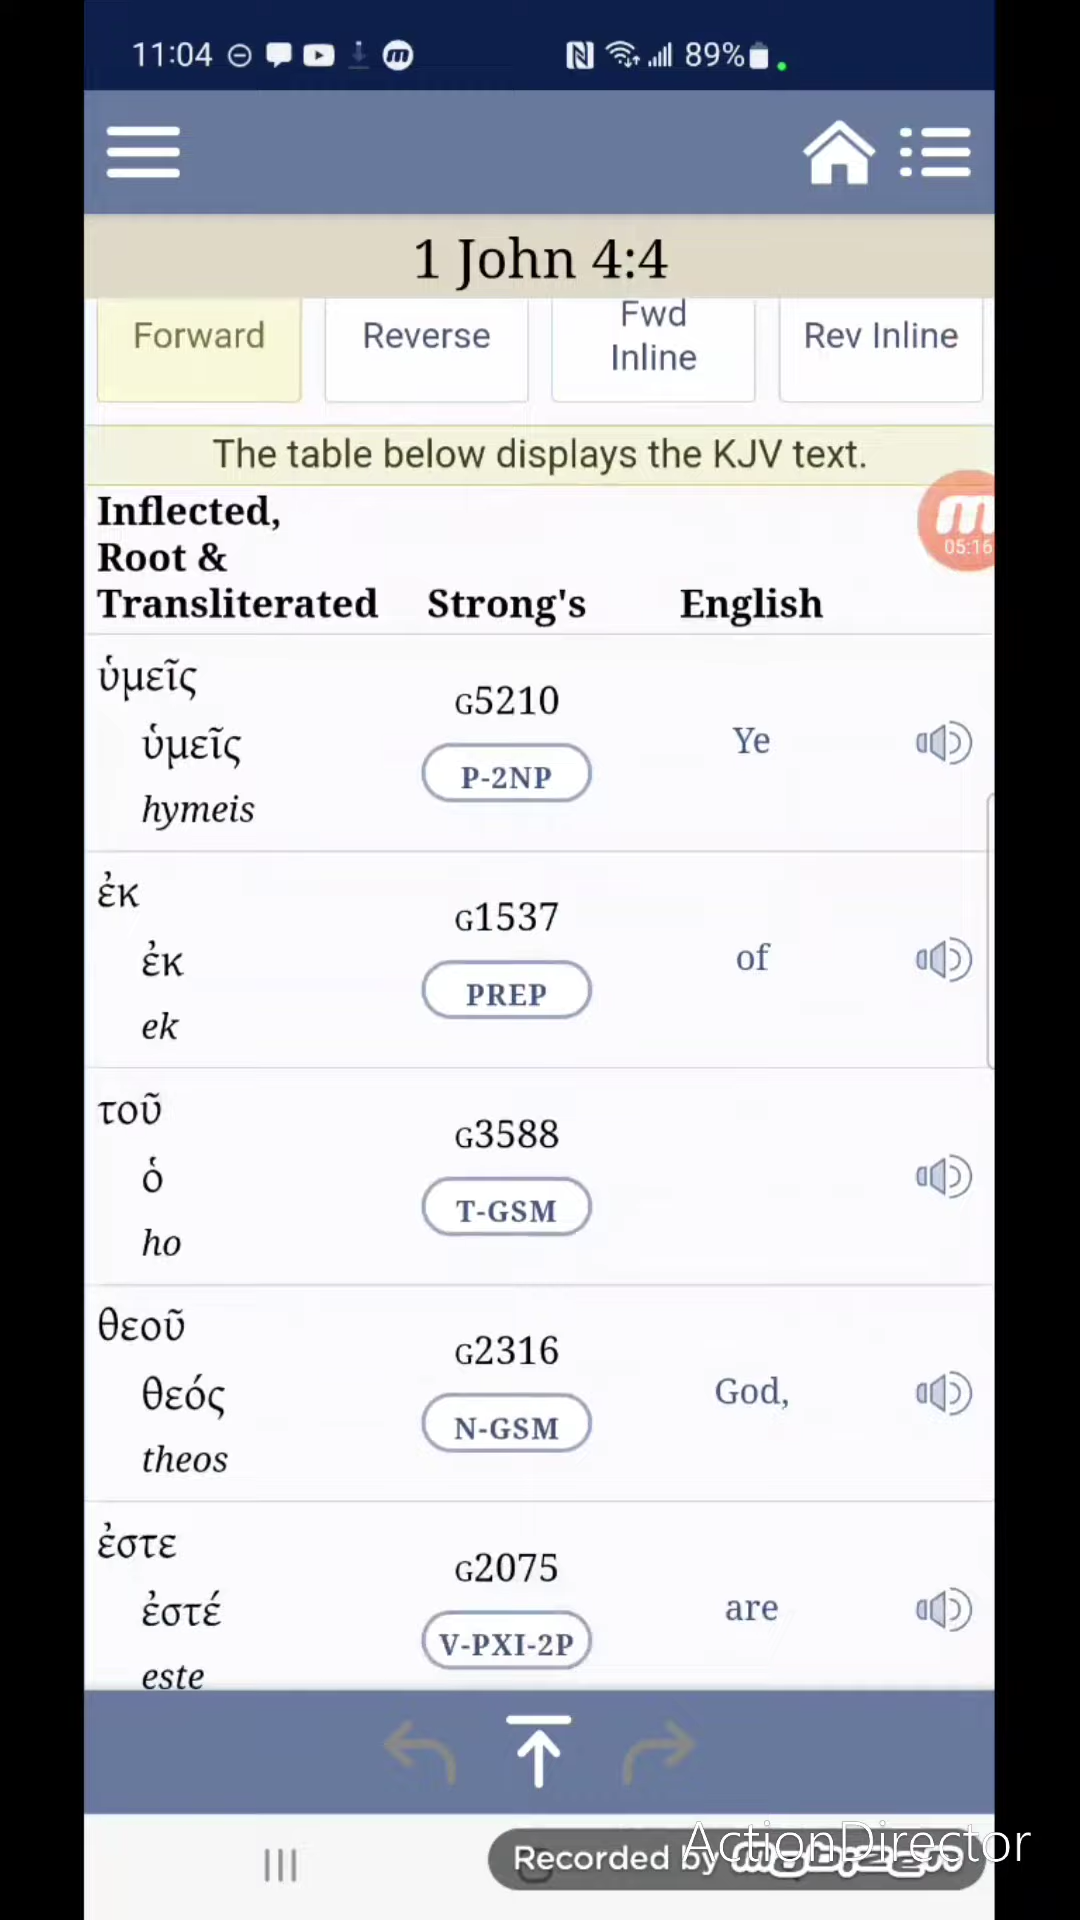 11:04 89%
1 John 4:4
Forward Reverse Fwd Inline Rev Inline
The table below displays the KJV text.
Inflected,
Root &
Transliterated Strong's English
05:16
ὑμεῖς
ὑμεῖς
hymeis
G5210
P-2NP
Ye
ἐκ
ἐκ
ek
G1537
PREP
of
τοῦ
ὁ
ho
G3588
T-GSM
θεοῦ
θεός
theos
G2316
N-GSM
God,
ἐστε
ἐστέ
este
G2075
V-PXI-2P
are
ActionDirector
Recorded by